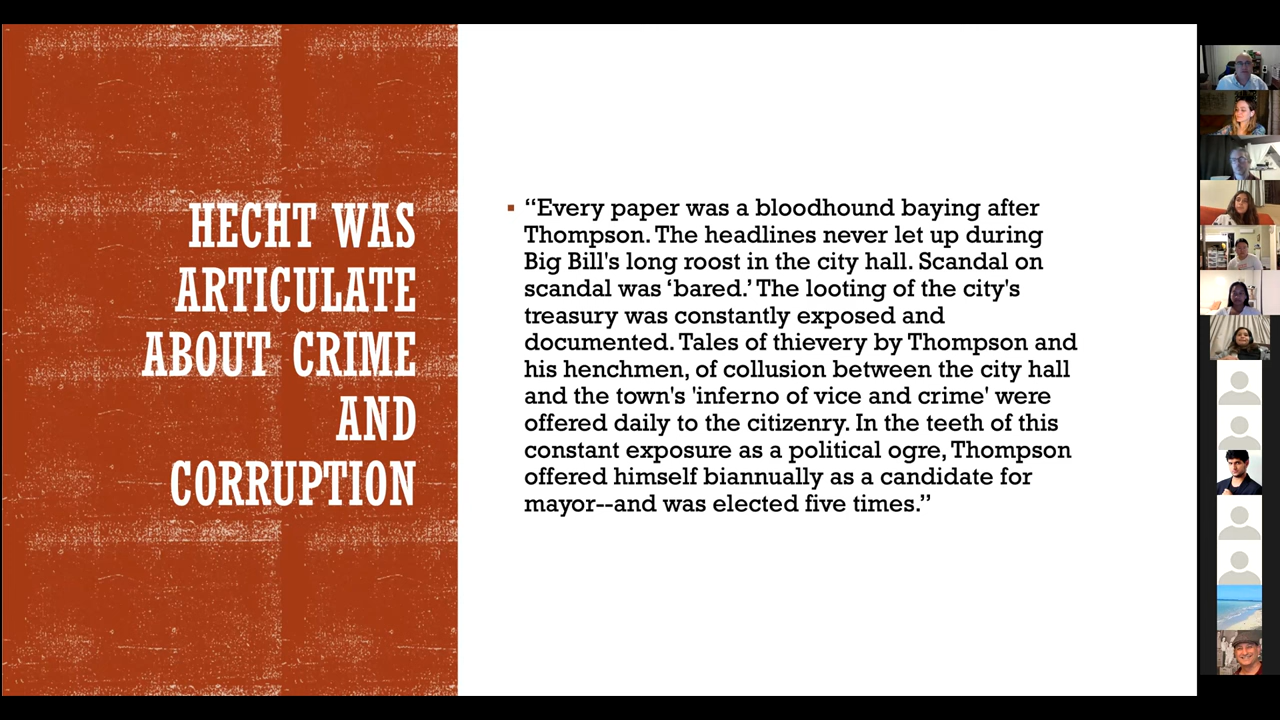 HECHT WAS
ARTICULATE
ABOUT CRIME
AND
CORRUPTION
▪ “Every paper was a bloodhound baying after
Thompson. The headlines never let up during
Big Bill's long roost in the city hall. Scandal on
scandal was ‘bared.’ The looting of the city's
treasury was constantly exposed and
documented. Tales of thievery by Thompson and
his henchmen, of collusion between the city hall
and the town's 'inferno of vice and crime' were
offered daily to the citizenry. In the teeth of this
constant exposure as a political ogre, Thompson
offered himself biannually as a candidate for
mayor--and was elected five times.”